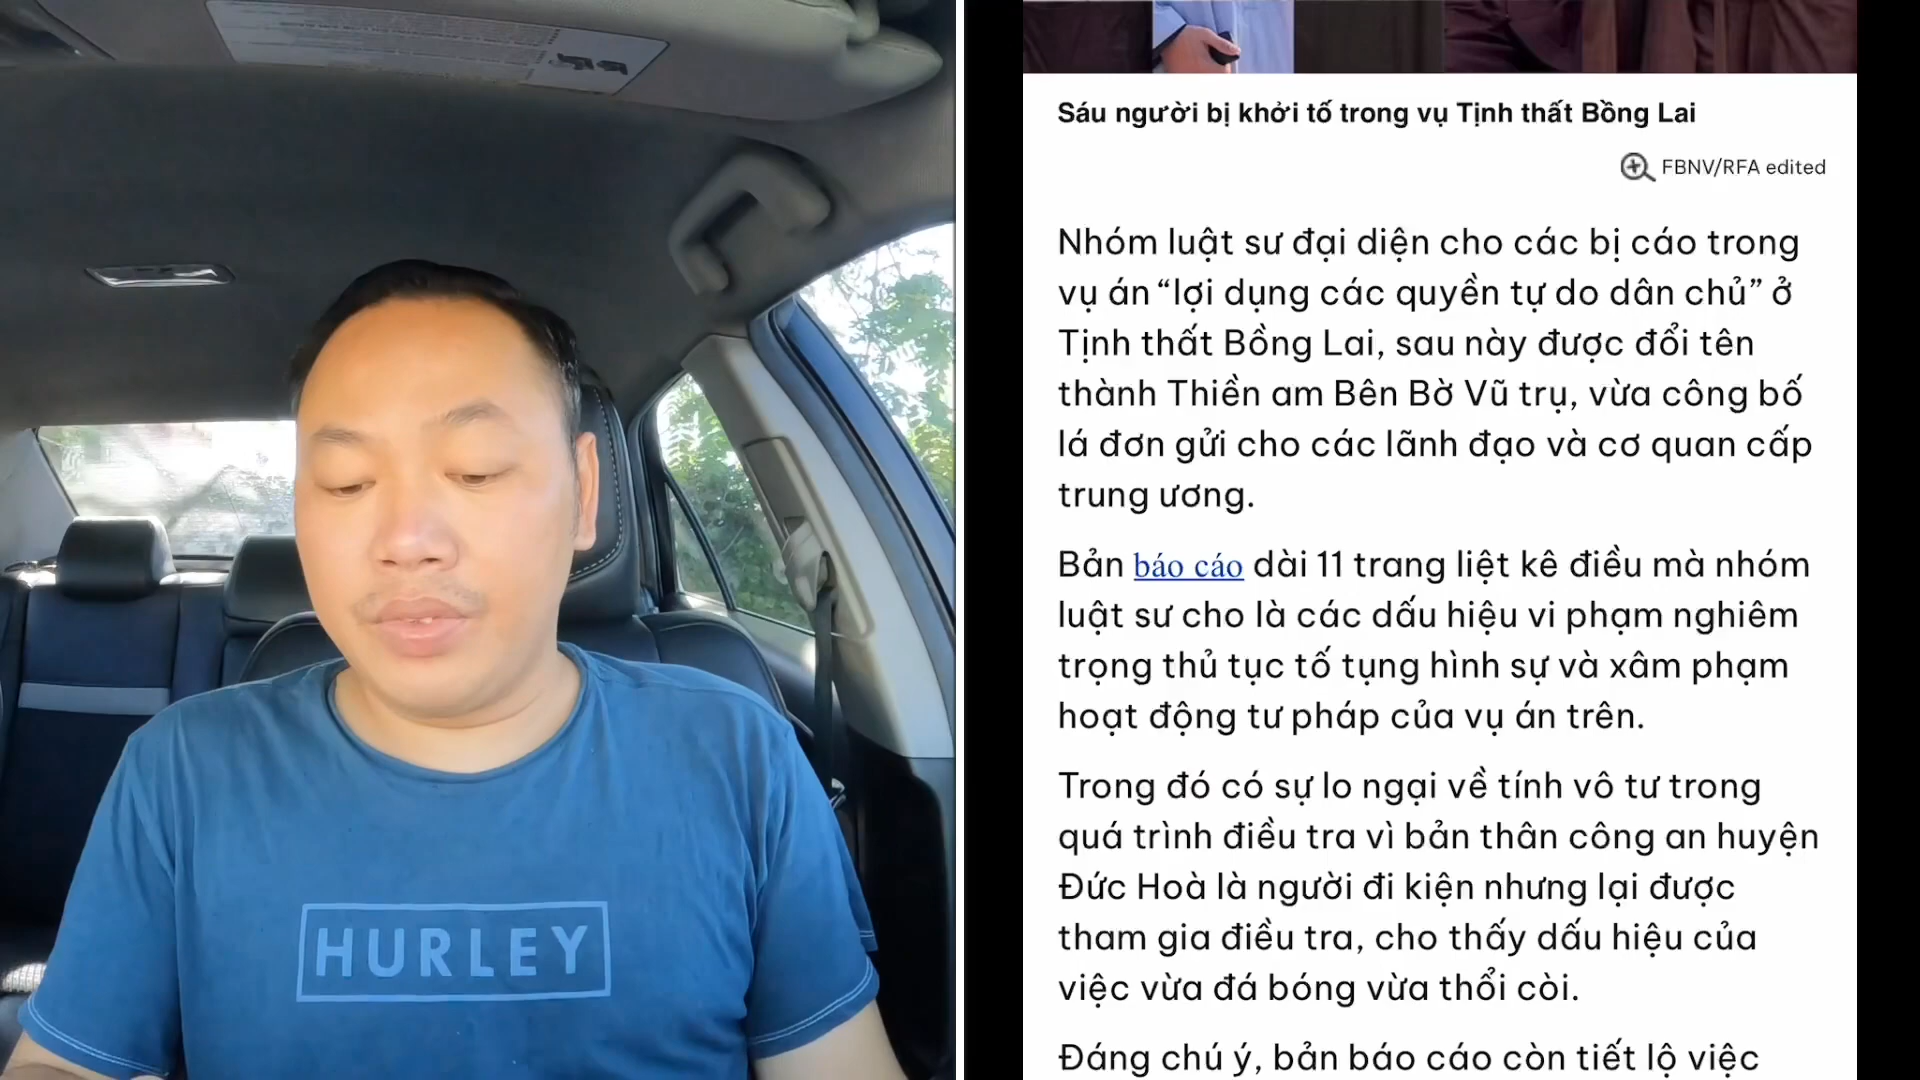 HURLEY
Sáu người bị khởi tố trong vụ Tịnh thất Bồng Lai
FBNV/RFA edited
Nhóm luật sư đại diện cho các bị cáo trong
vụ án “lợi dụng các quyền tự do dân chủ” ở
Tịnh thất Bồng Lai, sau này được đổi tên
thành Thiền am Bên Bờ Vũ trụ, vừa công bố
lá đơn gửi cho các lãnh đạo và cơ quan cấp
trung ương.
Bản báo cáo dài 11 trang liệt kê điều mà nhóm
luật sư cho là các dấu hiệu vi phạm nghiêm
trọng thủ tục tố tụng hình sự và xâm phạm
hoạt động tư pháp của vụ án trên.
Trong đó có sự lo ngại về tính vô tư trong
quá trình điều tra vì bản thân công an huyện
Đức Hoà là người đi kiện nhưng lại được
tham gia điều tra, cho thấy dấu hiệu của
việc vừa đá bóng vừa thổi còi.
Đáng chú ý, bản báo cáo còn tiết lộ việc